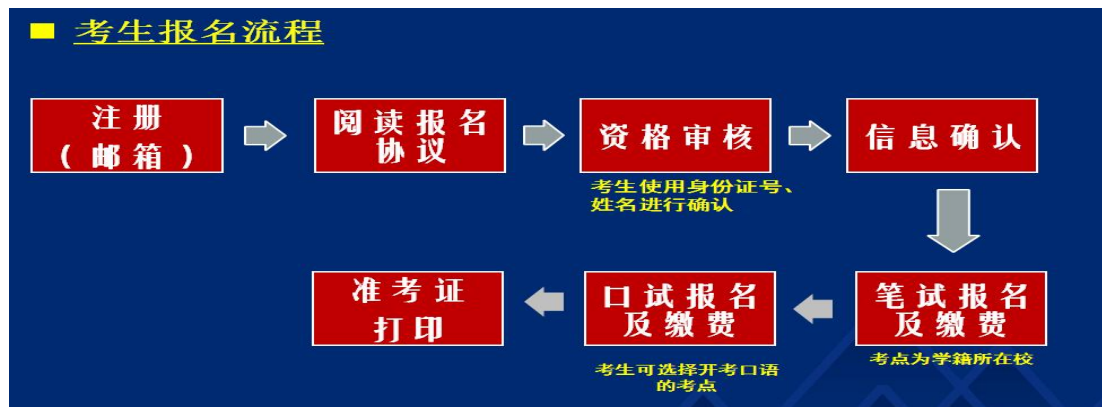 考生报名流程
注册
(邮箱)
阅读报名
协议
资格审核
考生使用身份证号、
姓名进行确认
信息确认
笔试报名
及缴费
考点为学籍所在校
口试报名
及缴费
考生可选择开考口语
的考点
准考证
打印